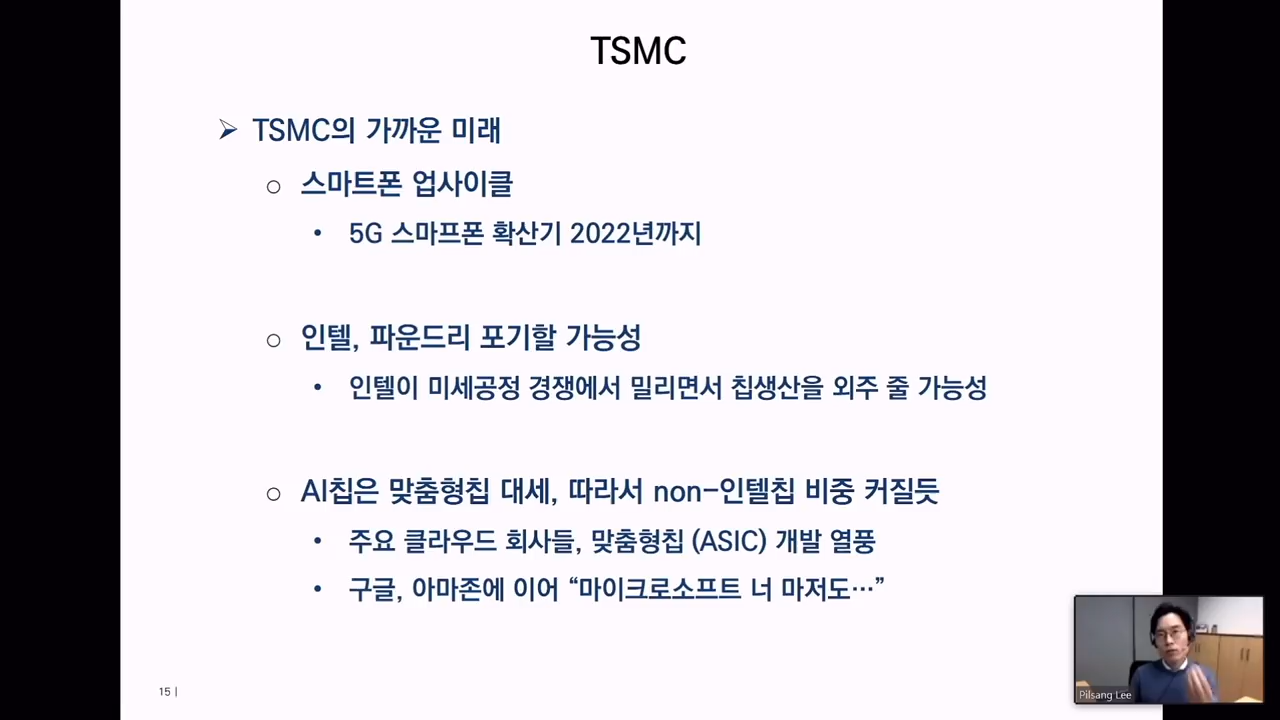 TSMC
➢ TSMC의 가까운 미래
○ 스마트폰 업사이클
• 5G 스마프폰 확산기 2022년까지
○ 인텔, 파운드리 포기할 가능성
• 인텔이 미세공정 경쟁에서 밀리면서 칩생산을 외주 줄 가능성
○ AI칩은 맞춤형칩 대세, 따라서 non-인텔칩 비중 커질듯
• 주요 클라우드 회사들, 맞춤형칩 (ASIC) 개발 열풍
• 구글, 아마존에 이어 “마이크로소프트 너 마저도…”
15 |
Pilsang Lee